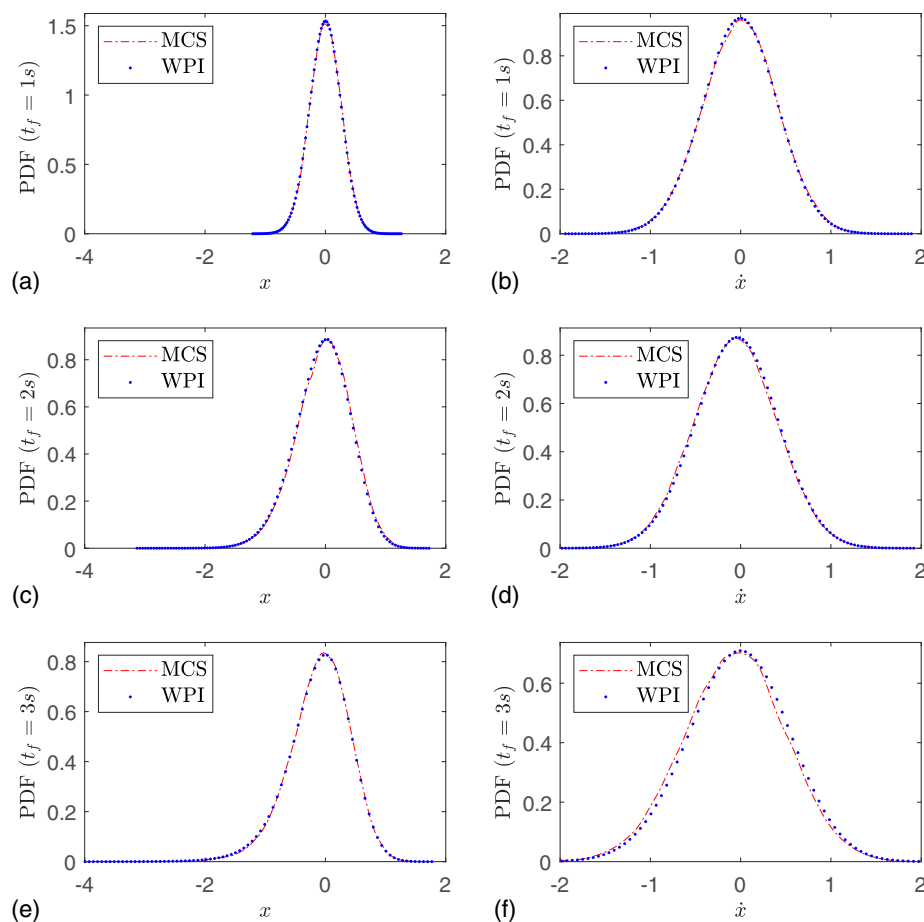 PDF (t_f = 1s)
1.5
1
0.5
0
MCS
WPI
-4 -2 0 2
(a)
x
PDF (t_f = 1s)
0.8
0.6
0.4
0.2
0
MCS
WPI
-2 -1 0 1 2
(b)
ẋ
PDF (t_f = 2s)
0.8
0.6
0.4
0.2
0
MCS
WPI
-4 -2 0 2
(c)
x
PDF (t_f = 2s)
0.8
0.6
0.4
0.2
0
MCS
WPI
-2 -1 0 1 2
(d)
ẋ
PDF (t_f = 3s)
0.8
0.6
0.4
0.2
0
MCS
WPI
-4 -2 0 2
(e)
x
PDF (t_f = 3s)
0.6
0.4
0.2
0
MCS
WPI
-2 -1 0 1 2
(f)
ẋ